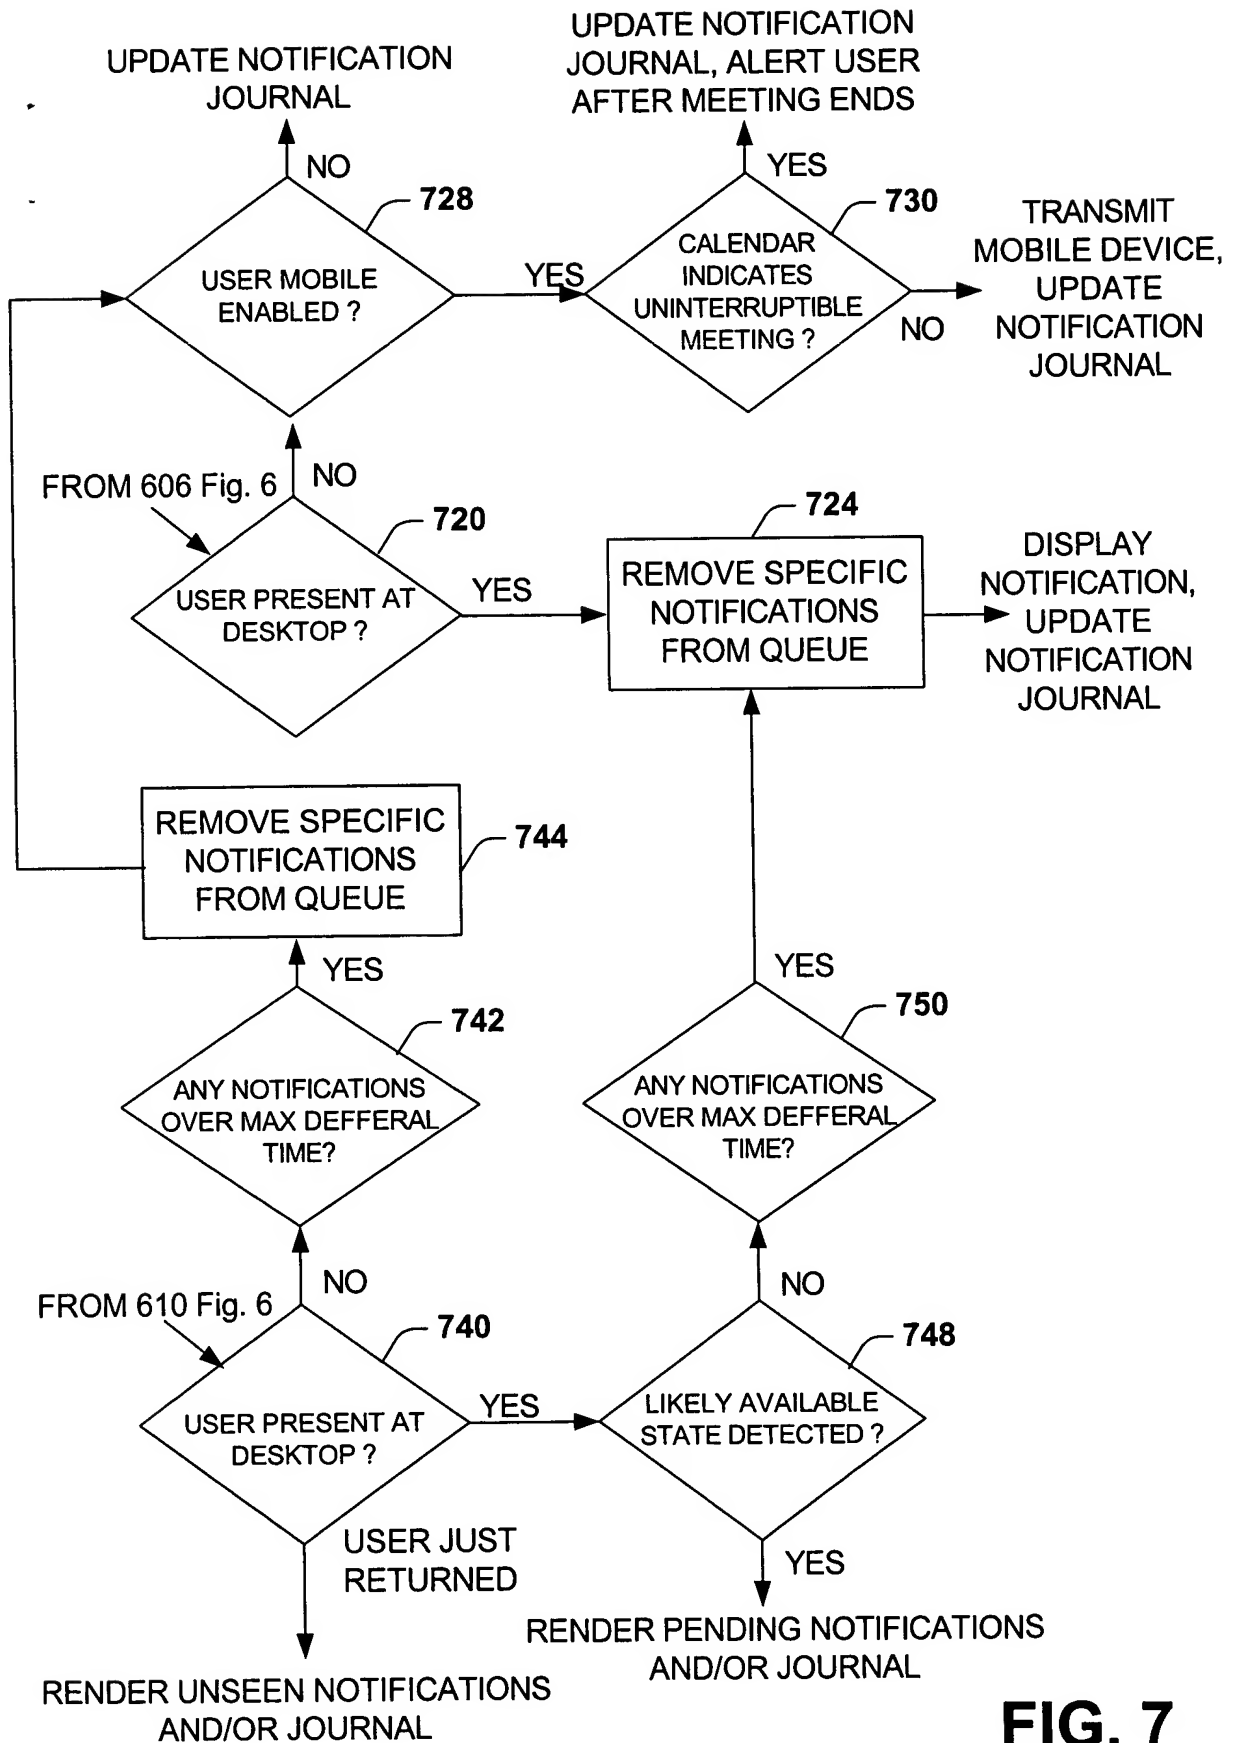 UPDATE NOTIFICATION
JOURNAL
UPDATE NOTIFICATION
JOURNAL, ALERT USER
AFTER MEETING ENDS
NO
YES
728
730
USER MOBILE
ENABLED ?
YES
CALENDAR
INDICATES
UNINTERRUPTIBLE
MEETING ?
NO
TRANSMIT
MOBILE DEVICE,
UPDATE
NOTIFICATION
JOURNAL
FROM 606 Fig. 6
NO
720
USER PRESENT AT
DESKTOP ?
YES
724
REMOVE SPECIFIC
NOTIFICATIONS
FROM QUEUE
DISPLAY
NOTIFICATION,
UPDATE
NOTIFICATION
JOURNAL
REMOVE SPECIFIC
NOTIFICATIONS
FROM QUEUE
744
YES
742
ANY NOTIFICATIONS
OVER MAX DEFFERAL
TIME?
YES
750
ANY NOTIFICATIONS
OVER MAX DEFFERAL
TIME?
FROM 610 Fig. 6
NO
740
USER PRESENT AT
DESKTOP ?
YES
NO
748
LIKELY AVAILABLE
STATE DETECTED ?
USER JUST
RETURNED
YES
RENDER PENDING NOTIFICATIONS
AND/OR JOURNAL
RENDER UNSEEN NOTIFICATIONS
AND/OR JOURNAL
FIG. 7